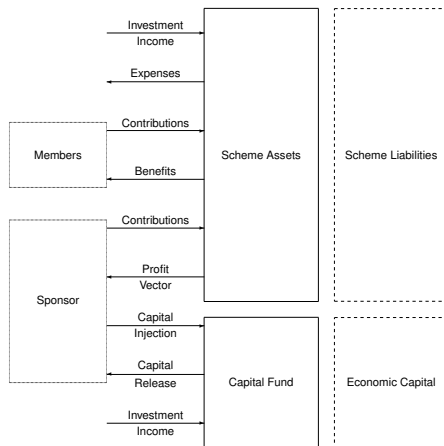 Investment
Income
Expenses
Contributions
Members
Scheme Assets
Scheme Liabilities
Benefits
Contributions
Profit
Vector
Sponsor
Capital
Injection
Capital
Release
Capital Fund
Economic Capital
Investment
Income